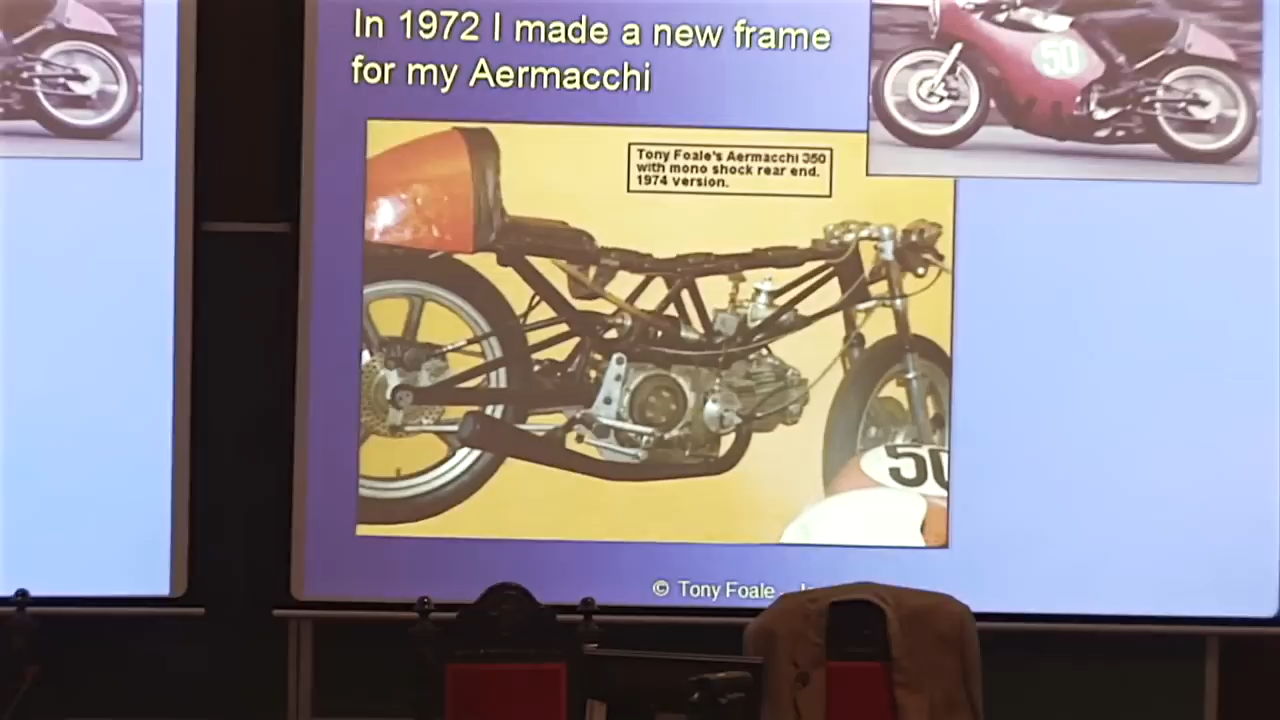 In 1972 I made a new frame
for my Aermacchi
50
Tony Foale's Aermacchi 350
with mono shock rear end.
1974 version.
50
© Tony Foale